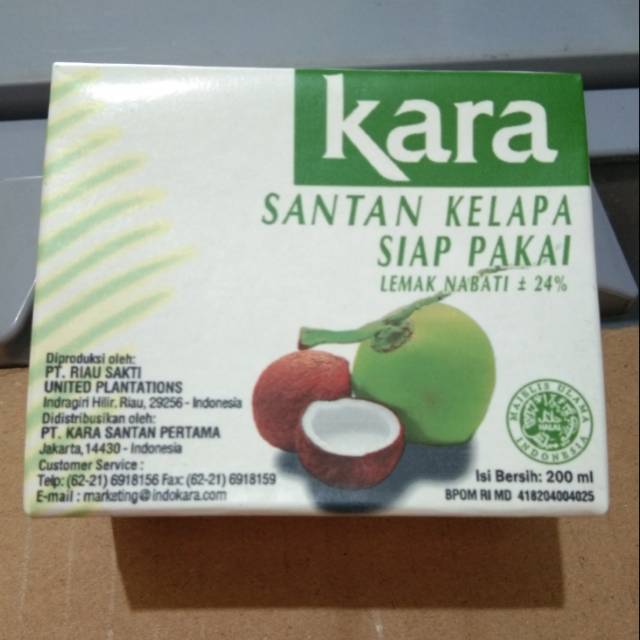 kara
SANTAN KELAPA
SIAP PAKAI
LEMAK NABATI ± 24%
Diproduksi oleh:
PT. RIAU SAKTI
UNITED PLANTATIONS
Indragiri Hilir, Riau, 29256 - Indonesia
Didistribusikan oleh:
PT. KARA SANTAN PERTAMA
Jakarta,14430 - Indonesia
Customer Service :
Telp: (62-21) 6918156 Fax: (62-21) 6918159
E-mail : marketing@indokara.com
MAJELIS ULAMA
INDONESIA
Isi Bersih: 200 ml
BPOM RI MD 418204004025